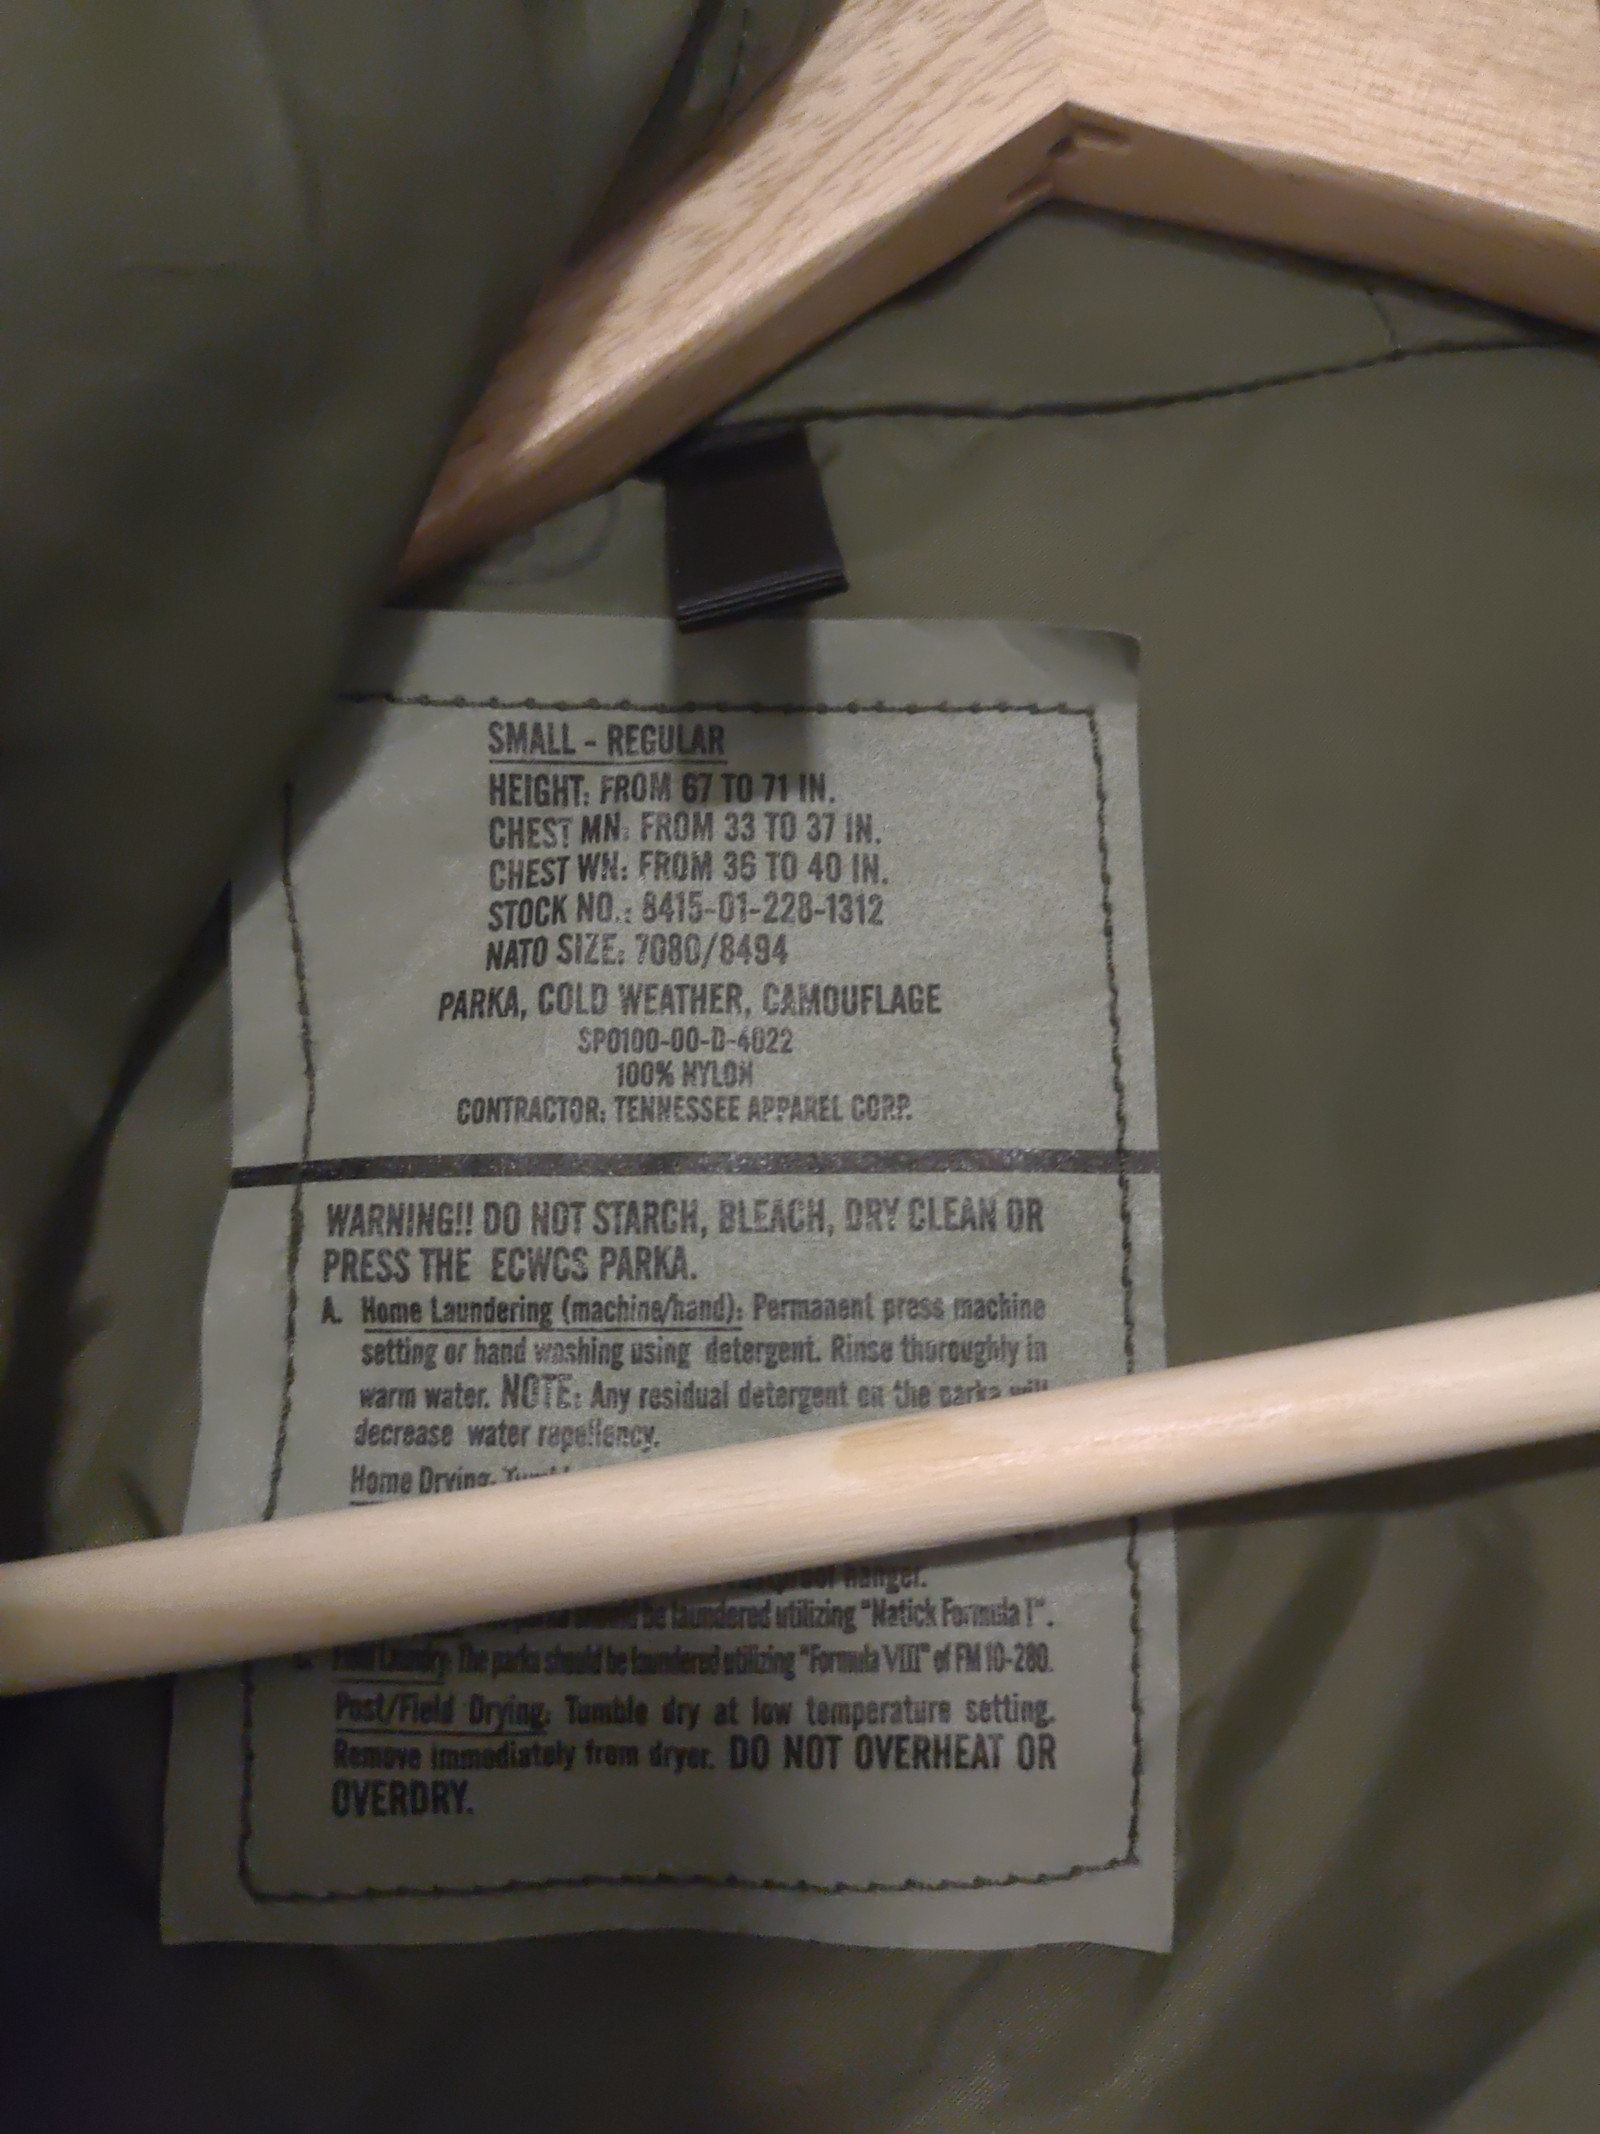 SMALL - REGULAR
HEIGHT: FROM 67 TO 71 IN.
CHEST MN: FROM 33 TO 37 IN.
CHEST WN: FROM 36 TO 40 IN.
STOCK NO.: 8415-01-228-1312
NATO SIZE: 7080/8494
PARKA, COLD WEATHER, CAMOUFLAGE
SPO100-00-D-4022
100% NYLON
CONTRACTOR: TENNESSEE APPAREL CORP.
WARNING!! DO NOT STARCH, BLEACH, DRY CLEAN OR
PRESS THE ECWCS PARKA.
A. Home Laundering (machine/hand): Permanent press machine
setting or hand washing using detergent. Rinse thoroughly in
warm water. NOTE: Any residual detergent on the parka will
decrease water repellency.
Home Drying:
hanger.
should be laundered utilizing "Natick Formula I".
Field Laundry: The parka should be laundered utilizing "Formula VIII" of FM 10-280.
Post/Field Drying: Tumble dry at low temperature setting.
Remove immediately from dryer. DO NOT OVERHEAT OR
OVERDRY.